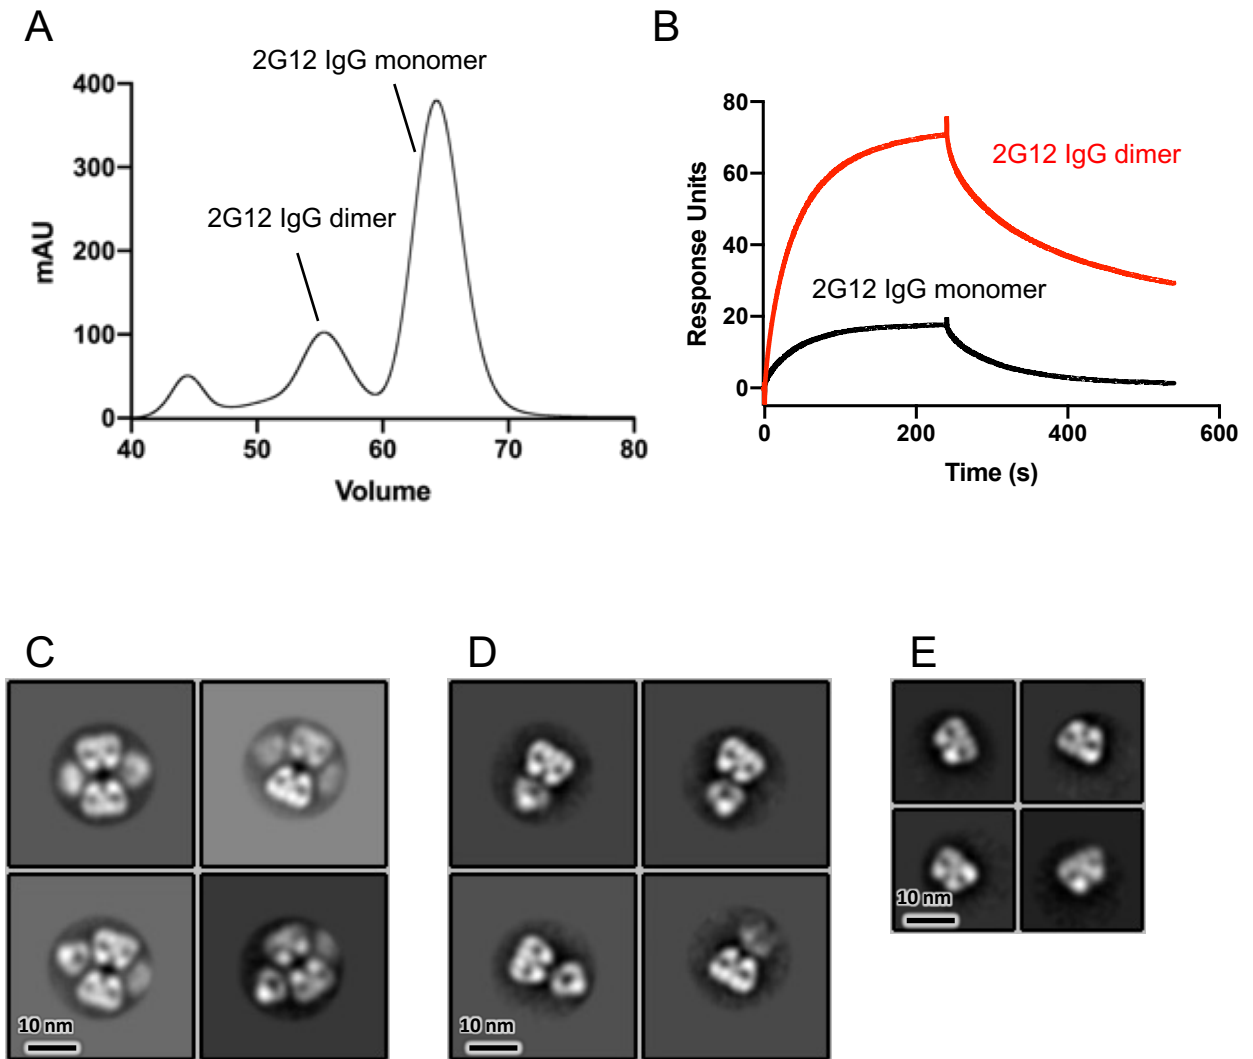 A
2G12 IgG monomer
2G12 IgG dimer
400
300
200
100
0
mAU
40 50 60 70 80
Volume
B
80
60
40
20
0
Response Units
2G12 IgG dimer
2G12 IgG monomer
0 200 400 600
Time (s)
C
10 nm
D
E
10 nm